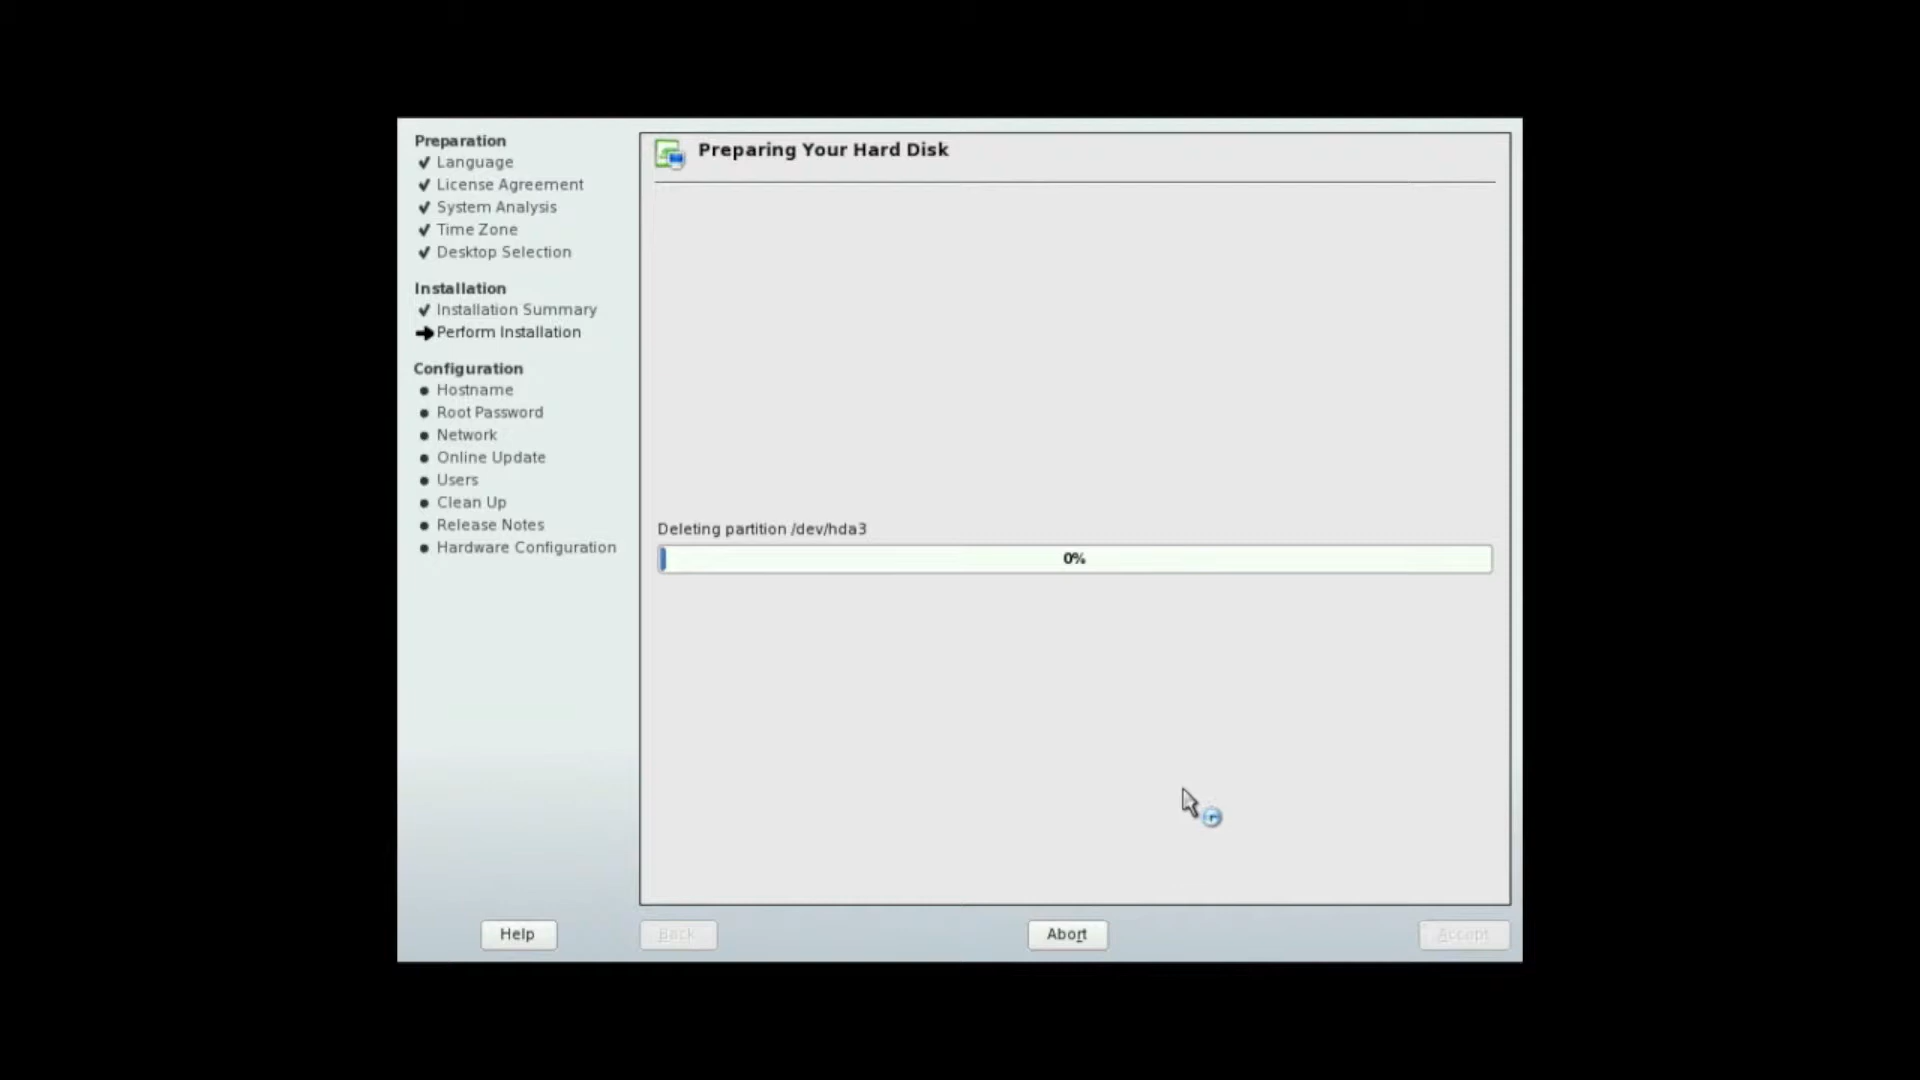 Preparation
Language
License Agreement
System Analysis
Time Zone
Desktop Selection
Installation
Installation Summary
Perform Installation
Configuration
Hostname
Root Password
Network
Online Update
Users
Clean Up
Release Notes
Hardware Configuration
Help
Preparing Your Hard Disk
Deleting partition /dev/hda3
0%
Back
Abort
Accept